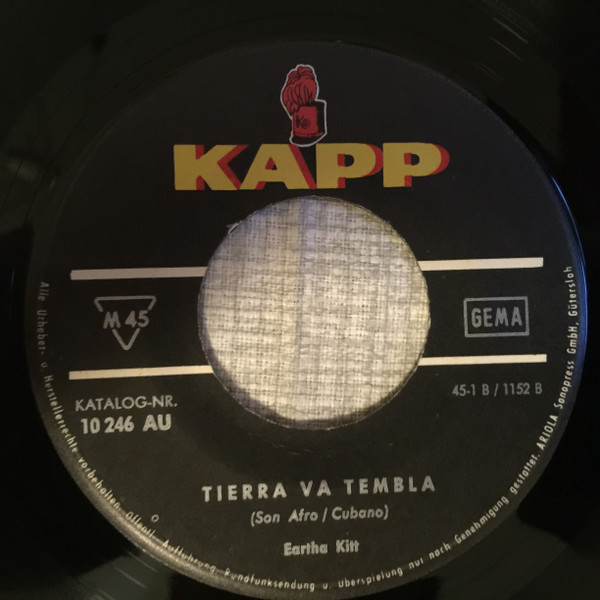 KAPP
M 45
GEMA
KATALOG-NR.
10 246 AU
45-1 B / 1152 B
TIERRA VA TEMBLA
(Son Afro / Cubano)
Eartha Kitt
Alle Urheber- u. Herstellerrechte vorbehalten. Öffentl. Aufführung, Rundfunksendung u. Überspielung nur nach Genehmigung gestattet. ARIOLA Sonopress GmbH, Gütersloh